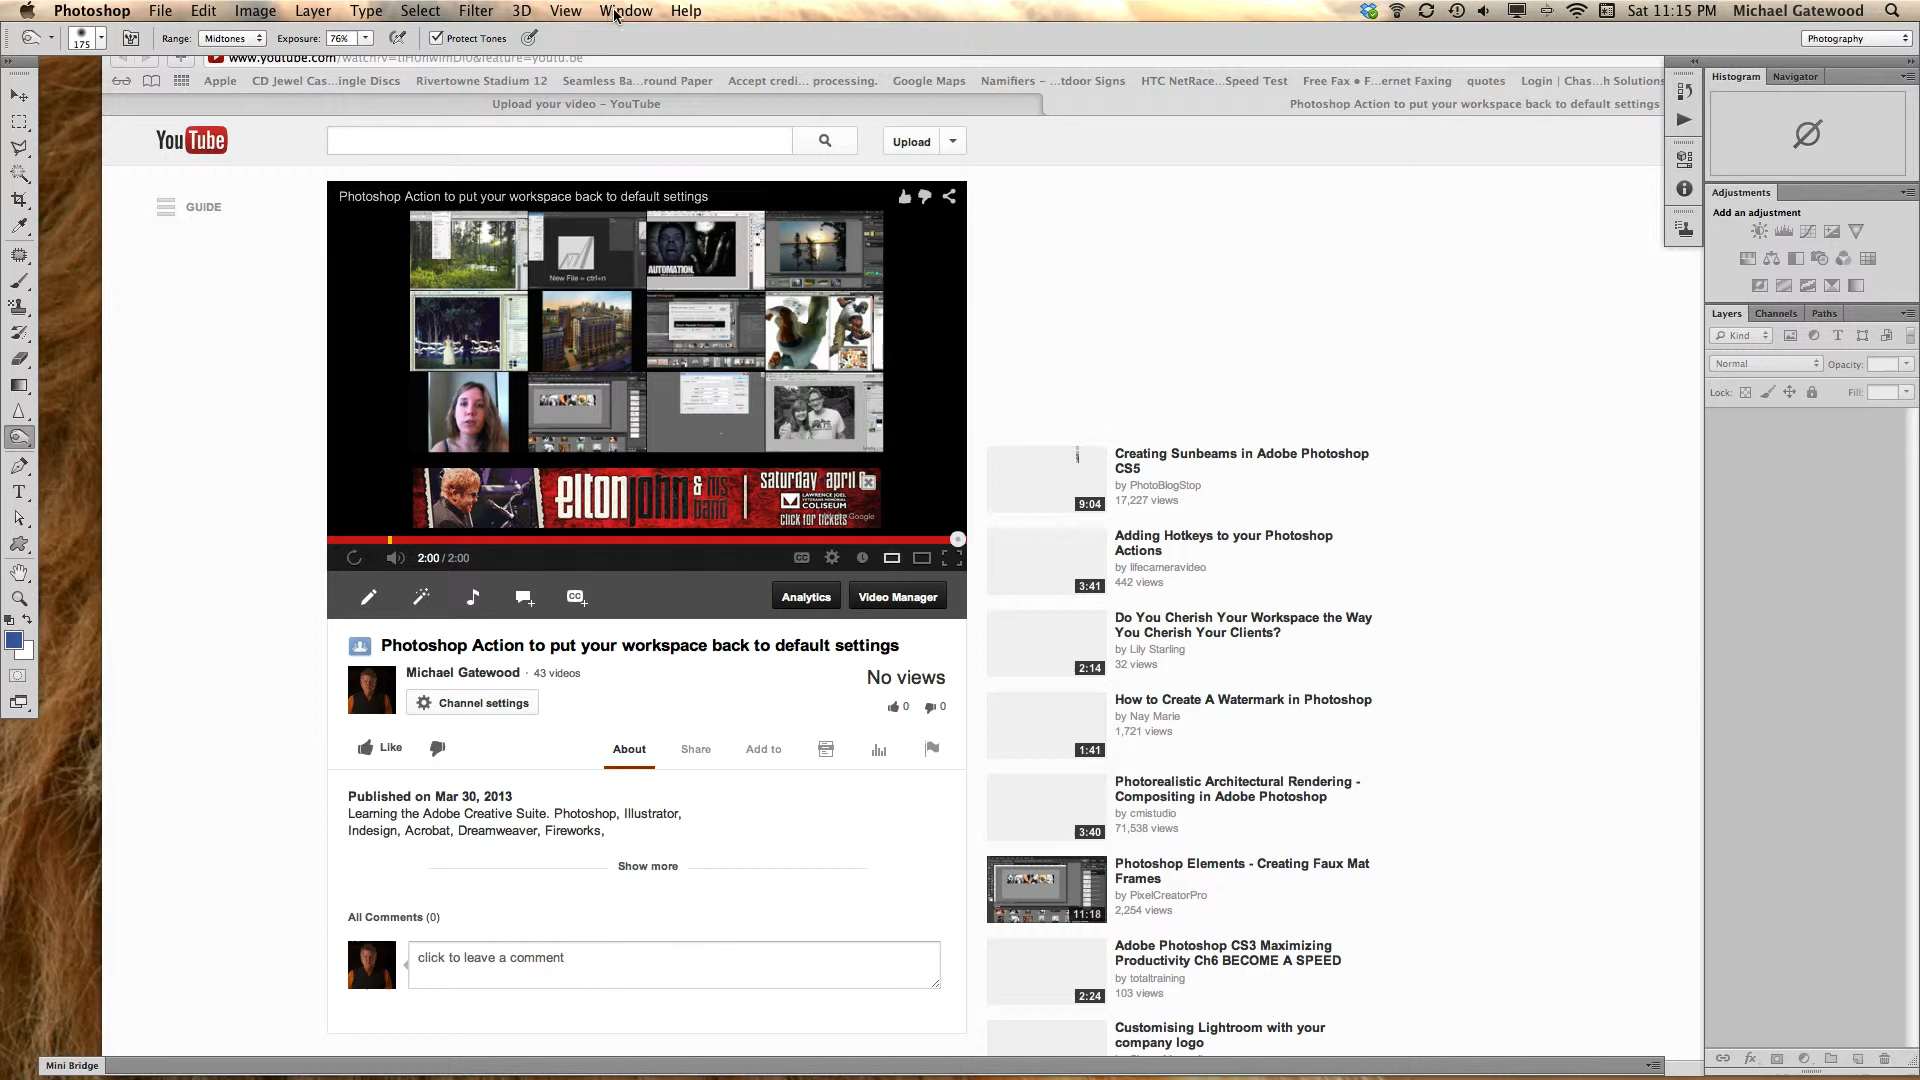 Photoshop File Edit Image Layer Type Select Filter 3D View Window Help Sat 11:15 PM Michael Gatewood
175 Range: Midtones Exposure: 76% Protect Tones Photography
Apple CD Jewel Cas...ingle Discs Rivertowne Stadium 12 Seamless Ba...round Paper Accept credi... processing. Google Maps Namifiers – ...tdoor Signs HTC NetRace...Speed Test Free Fax • F...ernet Faxing quotes Login | Chas...h Solutions
Upload your video – YouTube Photoshop Action to put your workspace back to default settings
Histogram Navigator
YouTube Upload
GUIDE
Photoshop Action to put your workspace back to default settings
Adjustments
Add an adjustment
AUTOMATION.
New File = ctrl+n
Layers Channels Paths
Kind
Normal Opacity:
Lock: Fill:
elton john & his band saturday april
LAWRENCE JOEL
VETERANS MEMORIAL
COLISEUM
CLICK FOR TICKETS Google
2:00 / 2:00
Analytics Video Manager
Photoshop Action to put your workspace back to default settings
Michael Gatewood · 43 videos
No views
Channel settings
0 0
Like About Share Add to
Published on Mar 30, 2013
Learning the Adobe Creative Suite. Photoshop, Illustrator,
Indesign, Acrobat, Dreamweaver, Fireworks,
Show more
All Comments (0)
click to leave a comment
Creating Sunbeams in Adobe Photoshop
CS5
by PhotoBlogStop
17,227 views
9:04
Adding Hotkeys to your Photoshop
Actions
by lifecameravideo
442 views
3:41
Do You Cherish Your Workspace the Way
You Cherish Your Clients?
by Lily Starling
32 views
2:14
How to Create A Watermark in Photoshop
by Nay Marie
1,721 views
1:41
Photorealistic Architectural Rendering -
Compositing in Adobe Photoshop
by cmistudio
71,538 views
3:40
Photoshop Elements - Creating Faux Mat
Frames
by PixelCreatorPro
2,254 views
11:18
Adobe Photoshop CS3 Maximizing
Productivity Ch6 BECOME A SPEED
by totaltraining
103 views
2:24
Customising Lightroom with your
company logo
Mini Bridge